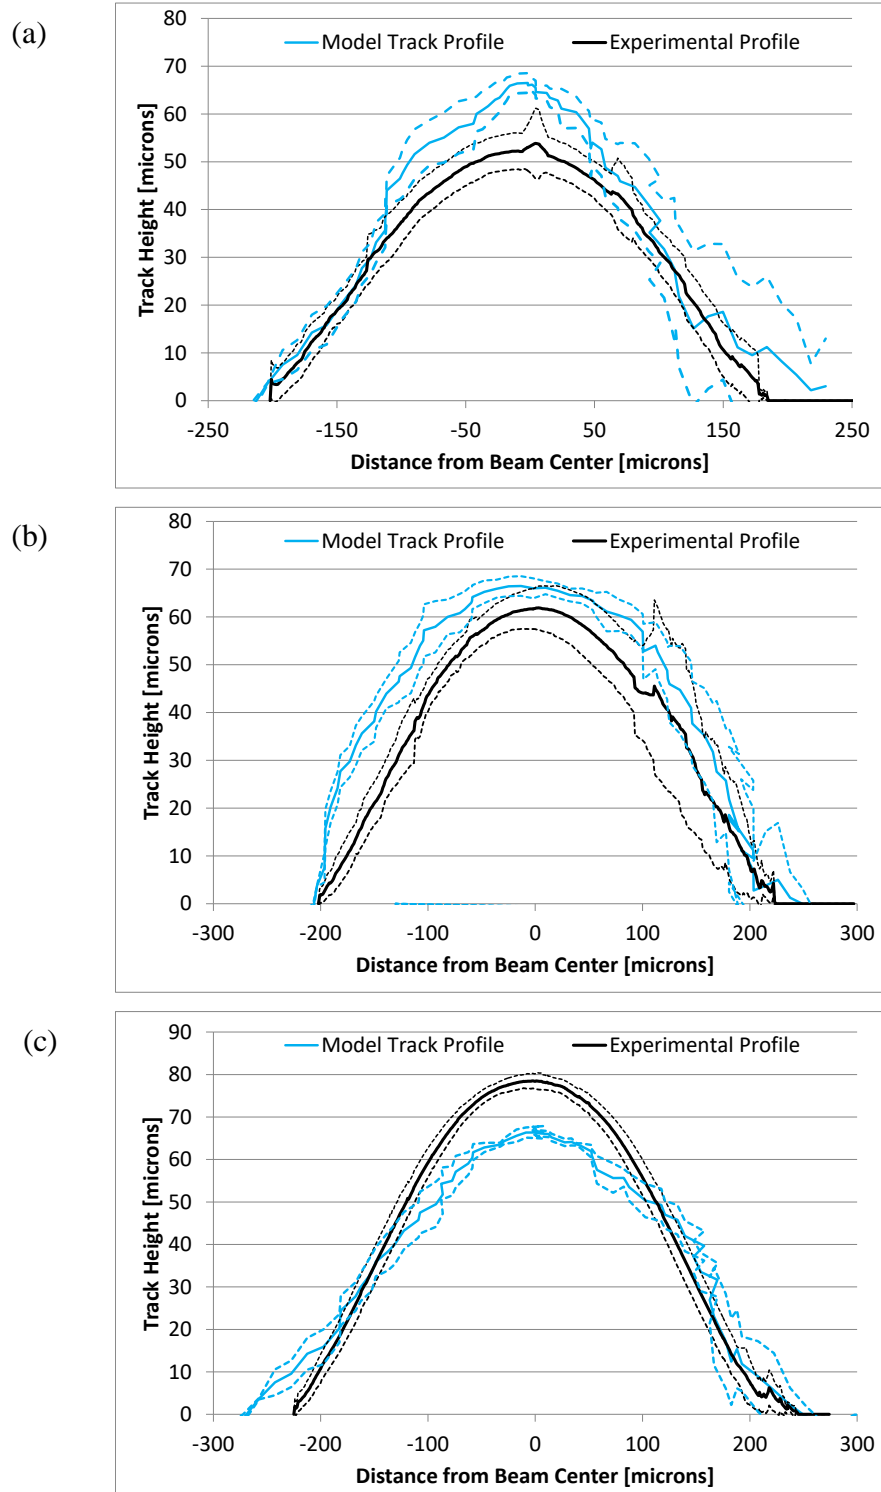 (a)
80
Model Track Profile Experimental Profile
70
60
50
40
30
20
10
0
Track Height [microns]
-250 -150 -50 50 150 250
Distance from Beam Center [microns]
(b)
80
Model Track Profile Experimental Profile
70
60
50
40
30
20
10
0
Track Height [microns]
-300 -200 -100 0 100 200 300
Distance from Beam Center [microns]
(c)
90
Model Track Profile Experimental Profile
80
70
60
50
40
30
20
10
0
Track Height [microns]
-300 -200 -100 0 100 200 300
Distance from Beam Center [microns]